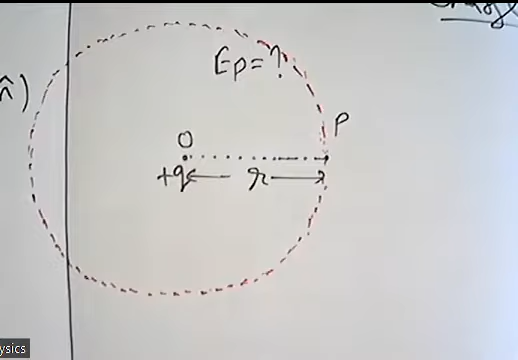 n̂)
Ep=?
P
O
+q r
ysics